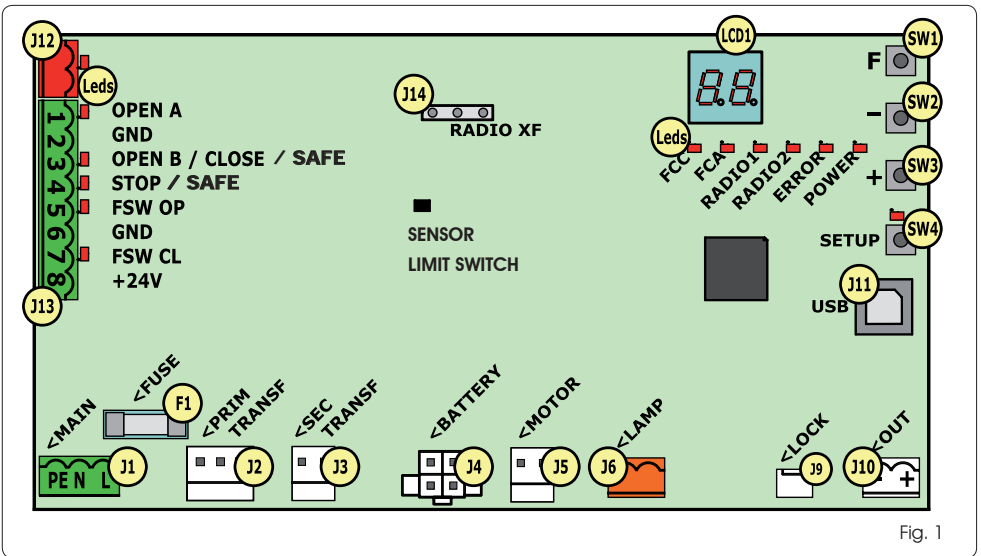 J12
Leds
1
2
3
4
5
6
7
8
OPEN A
GND
OPEN B / CLOSE / SAFE
STOP / SAFE
FSW OP
GND
FSW CL
+24V
J13
J14
RADIO XF
SENSOR
LIMIT SWITCH
LCD1
8.8.
Leds
FCC
FCA
RADIO1
RADIO2
ERROR
POWER
F
SW1
-
SW2
+
SW3
SETUP
SW4
J11
USB
<MAIN
PE N L
J1
<FUSE
F1
<PRIM
TRANSF
J2
<SEC
TRANSF
J3
<BATTERY
J4
<MOTOR
J5
<LAMP
J6
<LOCK
J9
<OUT
J10
- +
Fig. 1